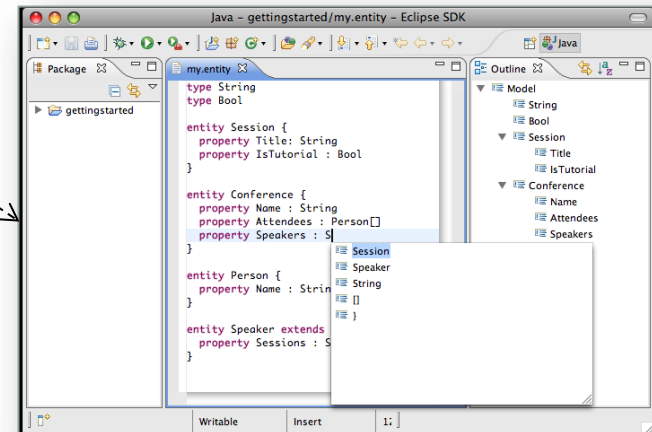 Java – gettingstarted/my.entity – Eclipse SDK
Java
Package
my.entity
Outline
gettingstarted
type String
type Bool
entity Session {
property Title: String
property IsTutorial : Bool
}
entity Conference {
property Name : String
property Attendees : Person[]
property Speakers : S
}
entity Person {
property Name : Strin
}
entity Speaker extends
property Sessions : S
}
Session
Speaker
String
[]
}
Model
String
Bool
Session
Title
IsTutorial
Conference
Name
Attendees
Speakers
Writable
Insert